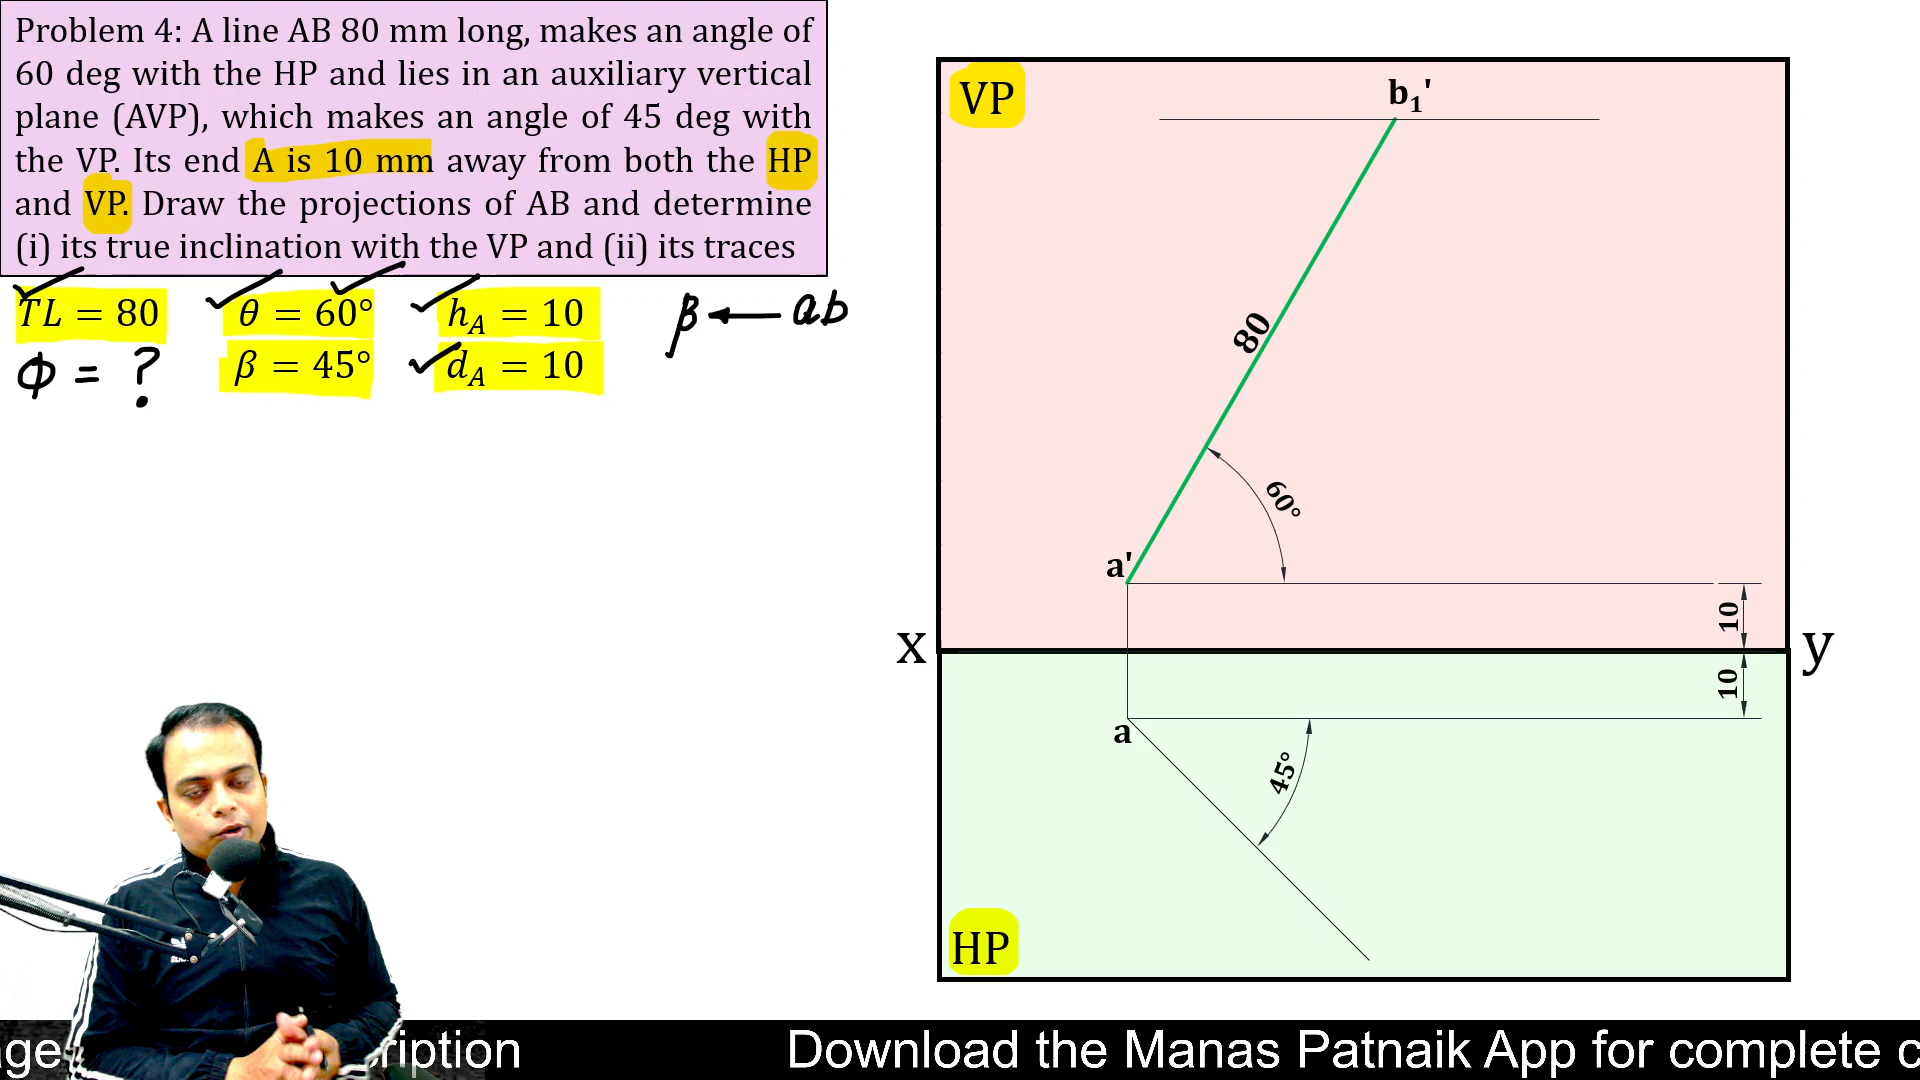 Problem 4: A line AB 80 mm long, makes an angle of
60 deg with the HP and lies in an auxiliary vertical
plane (AVP), which makes an angle of 45 deg with
the VP. Its end A is 10 mm away from both the HP
and VP. Draw the projections of AB and determine
(i) its true inclination with the VP and (ii) its traces
TL = 80 θ = 60° h_A = 10 β ← ab
ϕ = ? β = 45° d_A = 10
VP
b₁'
80
60°
a'
10
x y
10
a
45°
HP
ription Download the Manas Patnaik App for complete